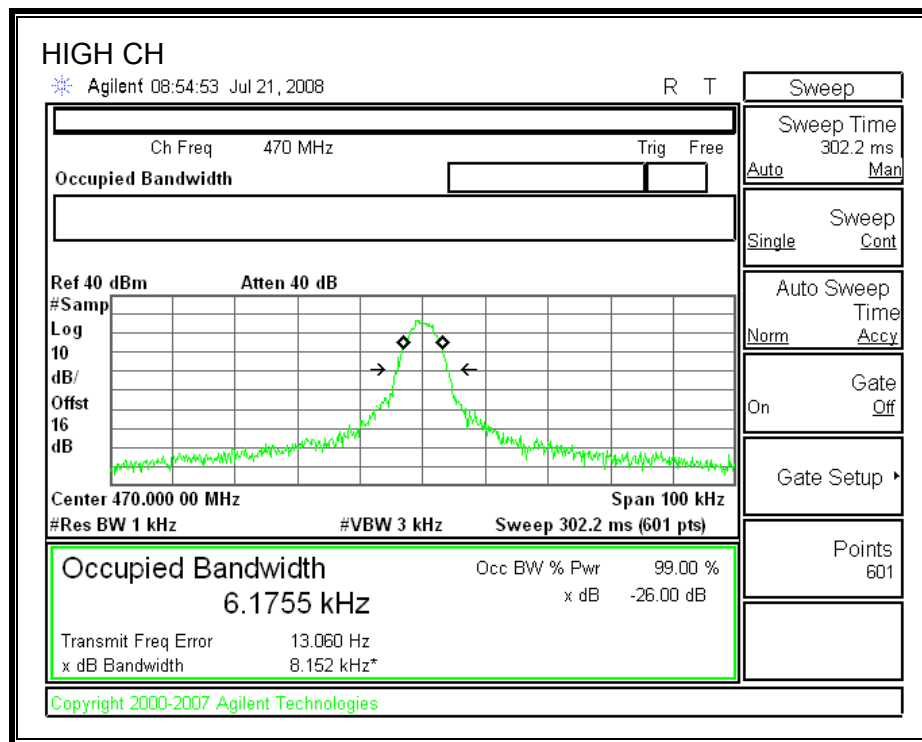 HIGH CH
Agilent 08:54:53 Jul 21, 2008 R T
Ch Freq 470 MHz Trig Free
Occupied Bandwidth
Ref 40 dBm Atten 40 dB
#Samp
Log
10
dB/
Offst
16
dB
Center 470.000 00 MHz Span 100 kHz
#Res BW 1 kHz #VBW 3 kHz Sweep 302.2 ms (601 pts)
Occupied Bandwidth Occ BW % Pwr 99.00 %
6.1755 kHz x dB -26.00 dB
Transmit Freq Error 13.060 Hz
x dB Bandwidth 8.152 kHz*
Copyright 2000-2007 Agilent Technologies
Sweep
Sweep Time
302.2 ms
Auto Man
Sweep
Single Cont
Auto Sweep
Time
Norm Accy
Gate
On Off
Gate Setup
Points
601